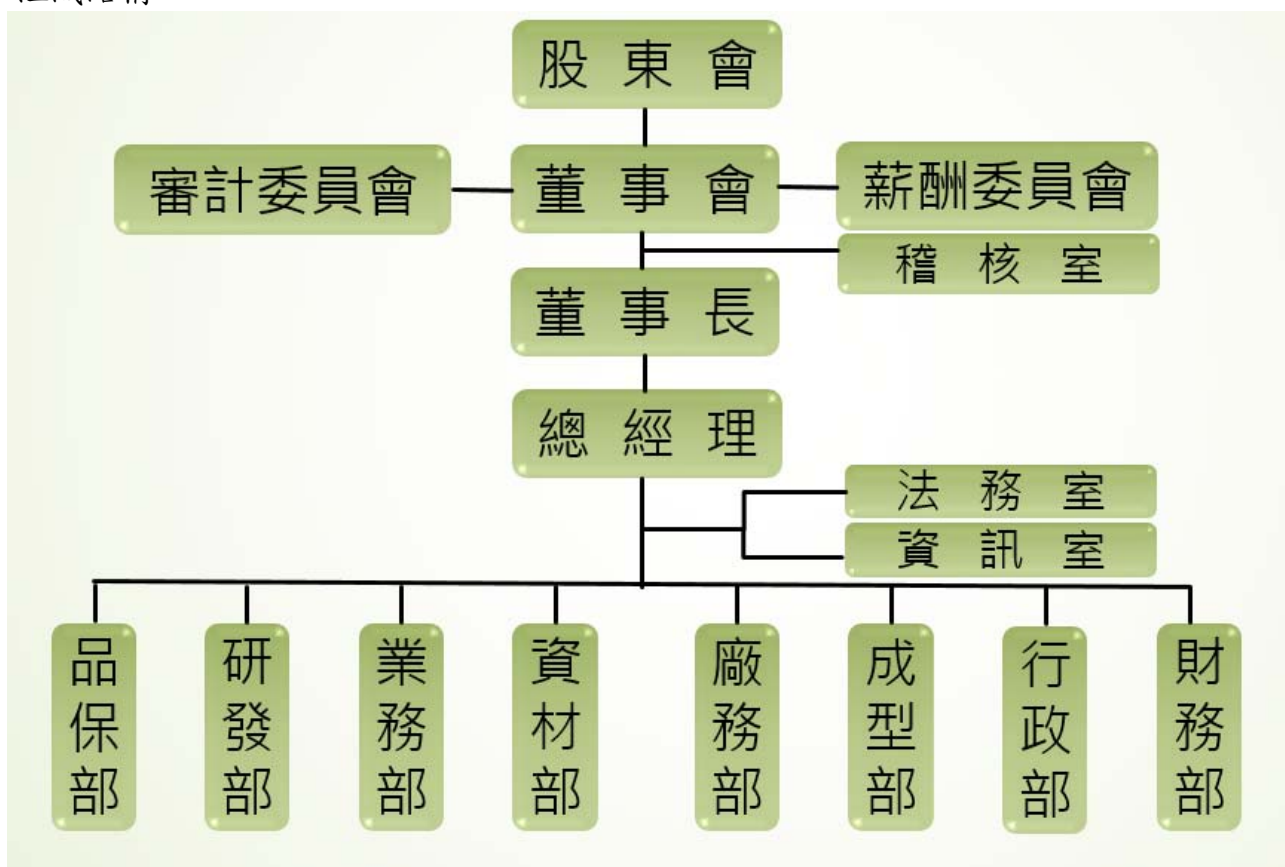 股東會
審計委員會
董事會
薪酬委員會
稽核室
董事長
總經理
法務室
資訊室
品保部
研發部
業務部
資材部
廠務部
成型部
行政部
財務部